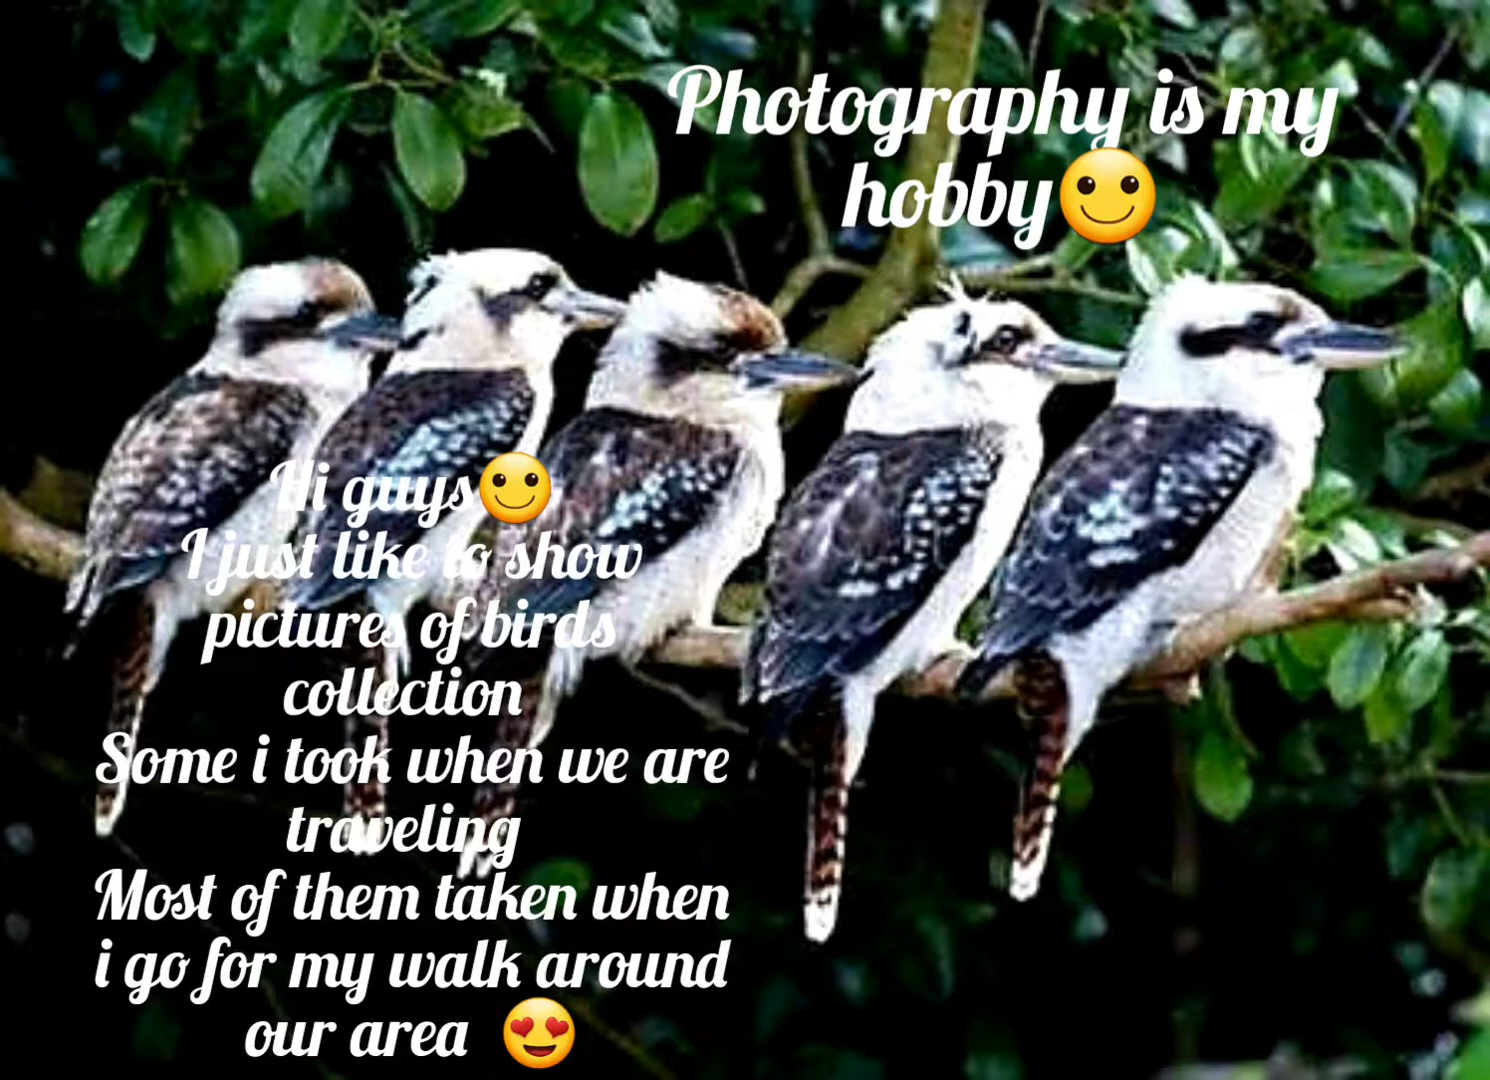 Photography is my
hobby🙂
Hi guys🙂
I just like to show
pictures of birds
collection
Some i took when we are
traveling
Most of them taken when
i go for my walk around
our area 😍